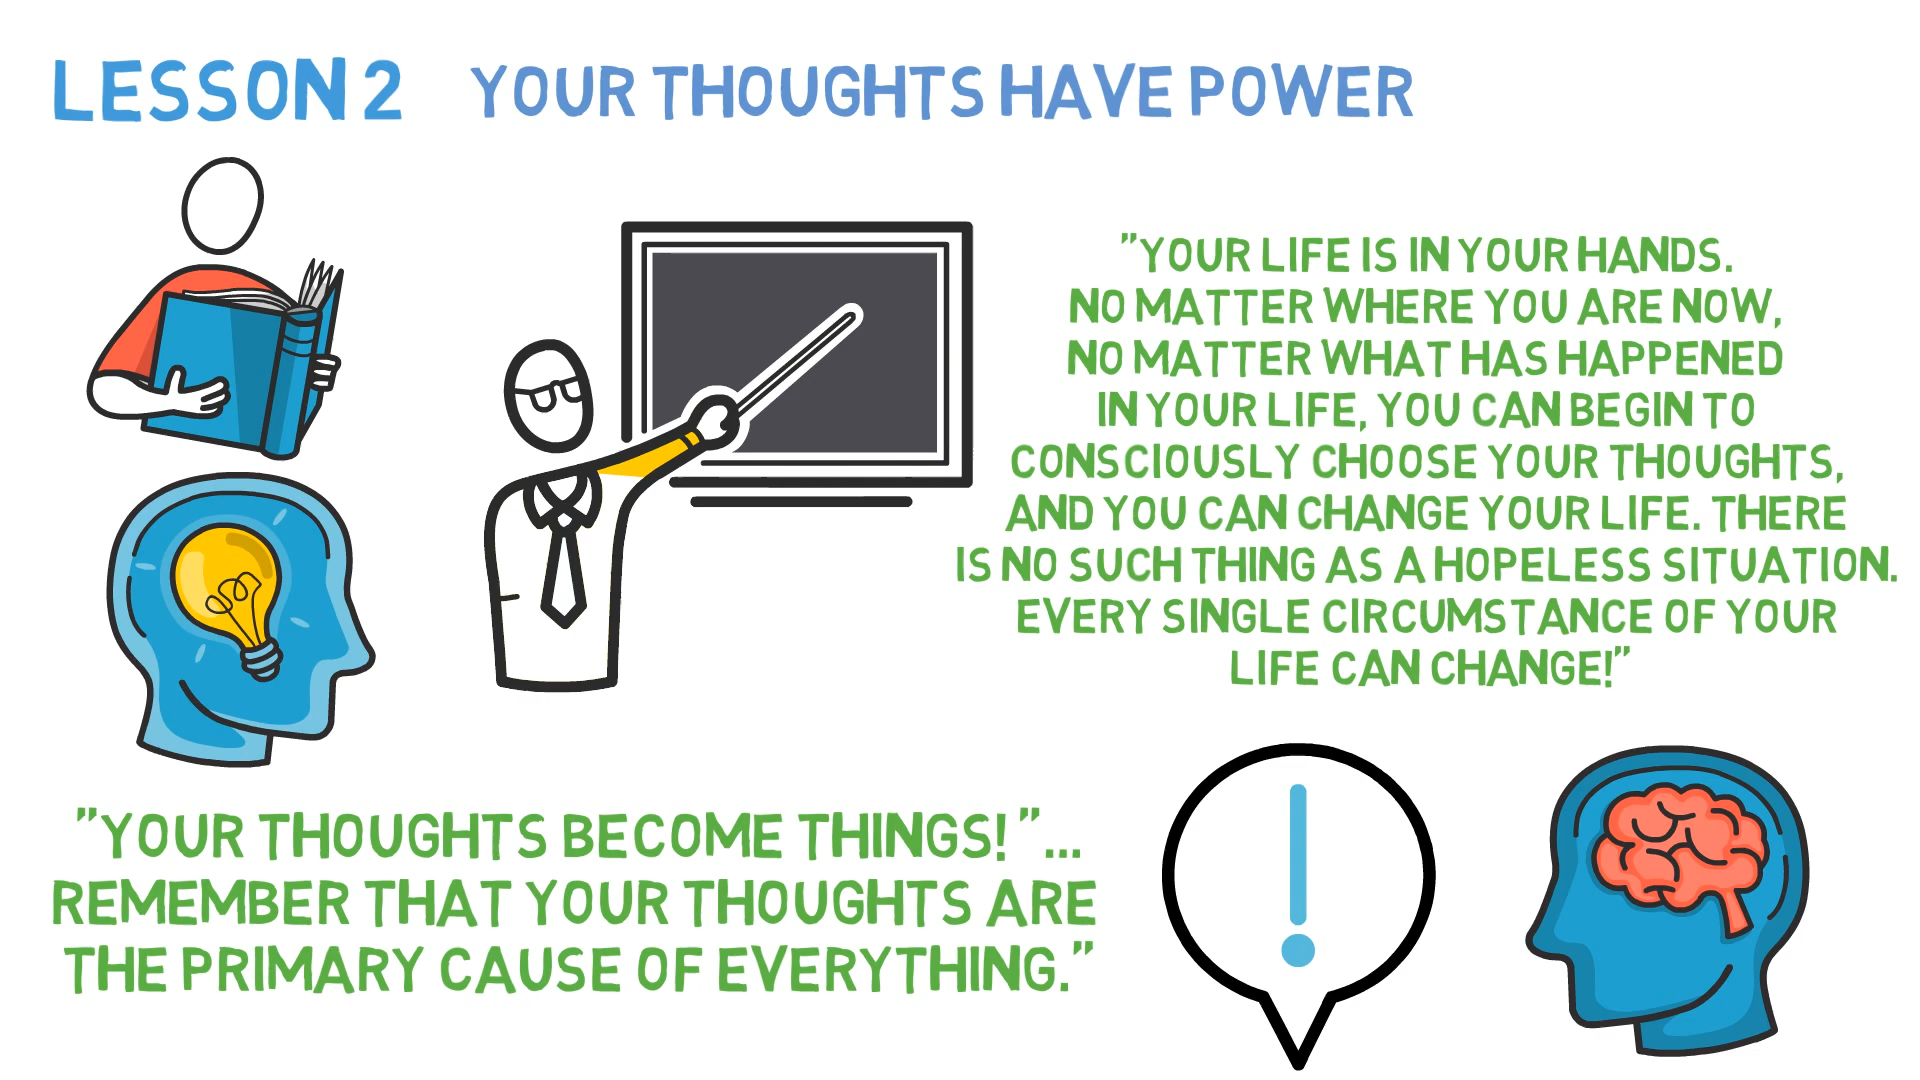 LESSON 2 YOUR THOUGHTS HAVE POWER
"YOUR LIFE IS IN YOUR HANDS.
NO MATTER WHERE YOU ARE NOW,
NO MATTER WHAT HAS HAPPENED
IN YOUR LIFE, YOU CAN BEGIN TO
CONSCIOUSLY CHOOSE YOUR THOUGHTS,
AND YOU CAN CHANGE YOUR LIFE. THERE
IS NO SUCH THING AS A HOPELESS SITUATION.
EVERY SINGLE CIRCUMSTANCE OF YOUR
LIFE CAN CHANGE!"
"YOUR THOUGHTS BECOME THINGS! "...
REMEMBER THAT YOUR THOUGHTS ARE
THE PRIMARY CAUSE OF EVERYTHING."
!